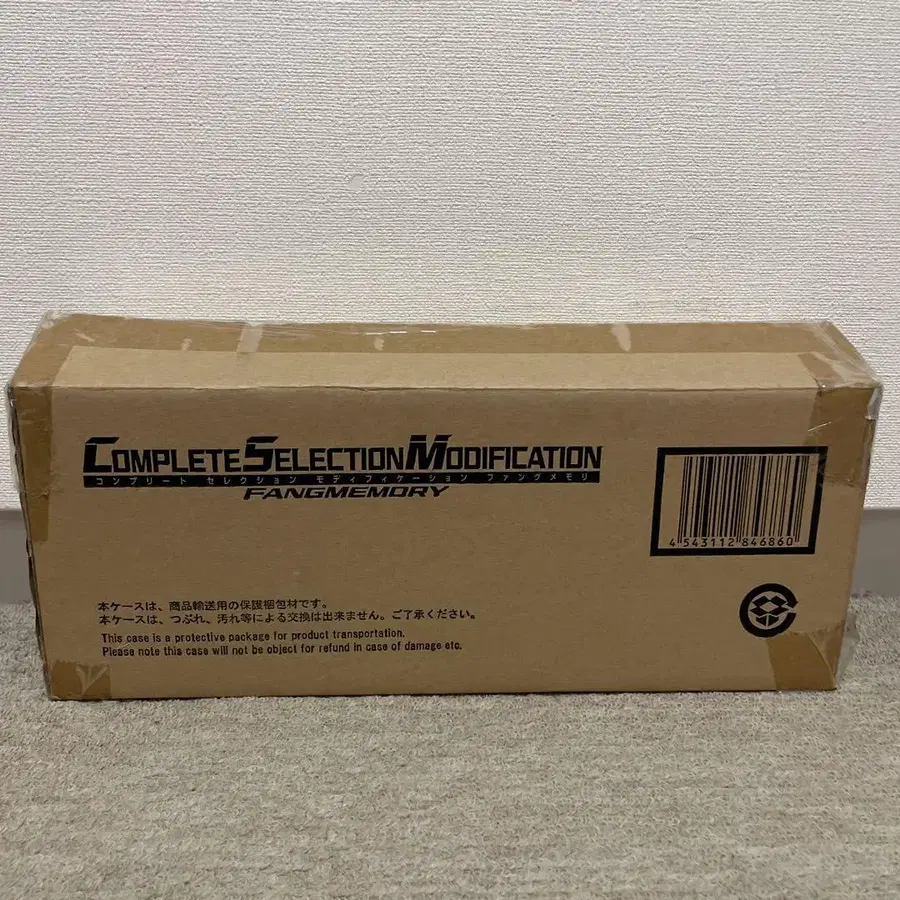 COMPLETE SELECTION MODIFICATION
コンプリート セレクション モディフィケーション ファングメモリ
FANGMEMORY
4 543112 846860
本ケースは、商品輸送用の保護梱包材です。
本ケースは、つぶれ、汚れ等による交換は出来ません。ご了承ください。
This case is a protective package for product transportation.
Please note this case will not be object for refund in case of damage etc.